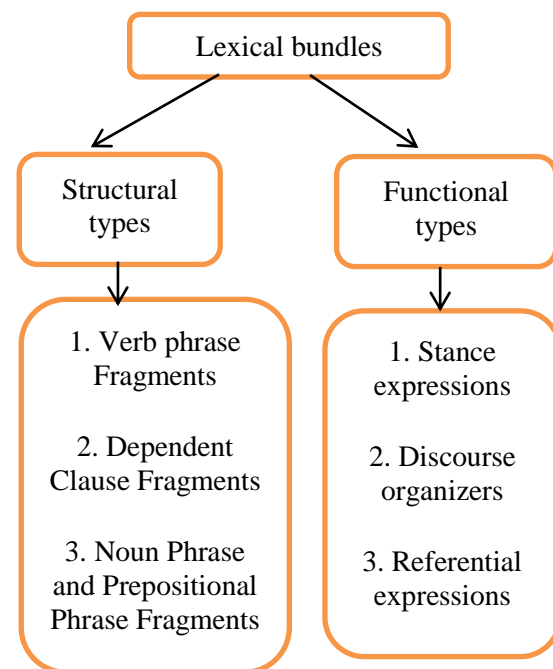 Lexical bundles
Structural
types
Functional
types
1. Verb phrase
Fragments
2. Dependent
Clause Fragments
3. Noun Phrase
and Prepositional
Phrase Fragments
1. Stance
expressions
2. Discourse
organizers
3. Referential
expressions